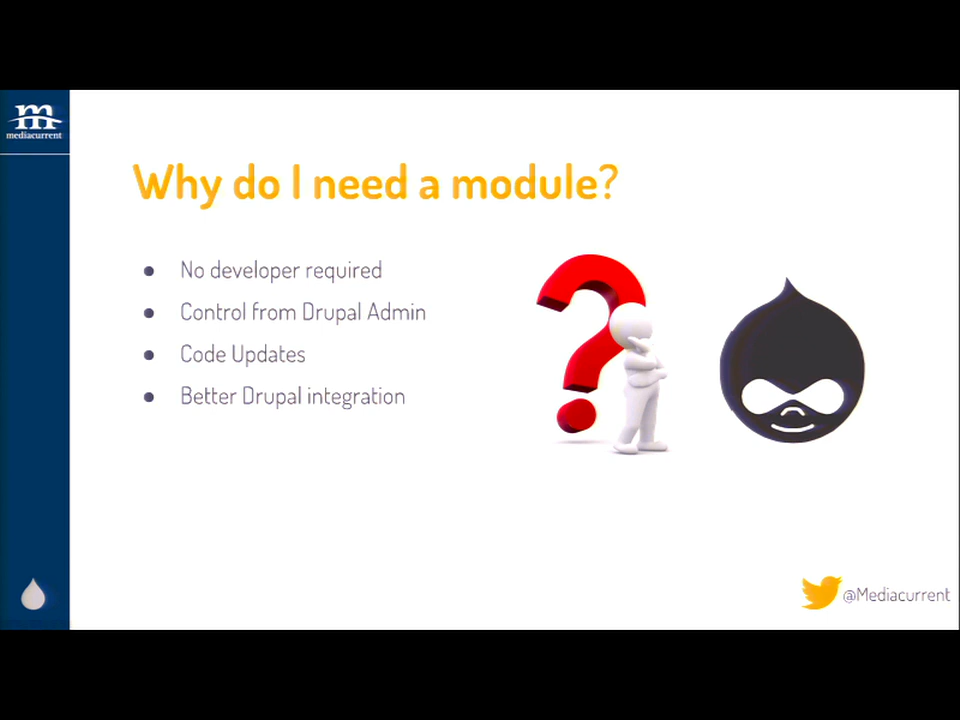 m
mediacurrent
Why do I need a module?
● No developer required
● Control from Drupal Admin
● Code Updates
● Better Drupal integration
?
@Mediacurrent